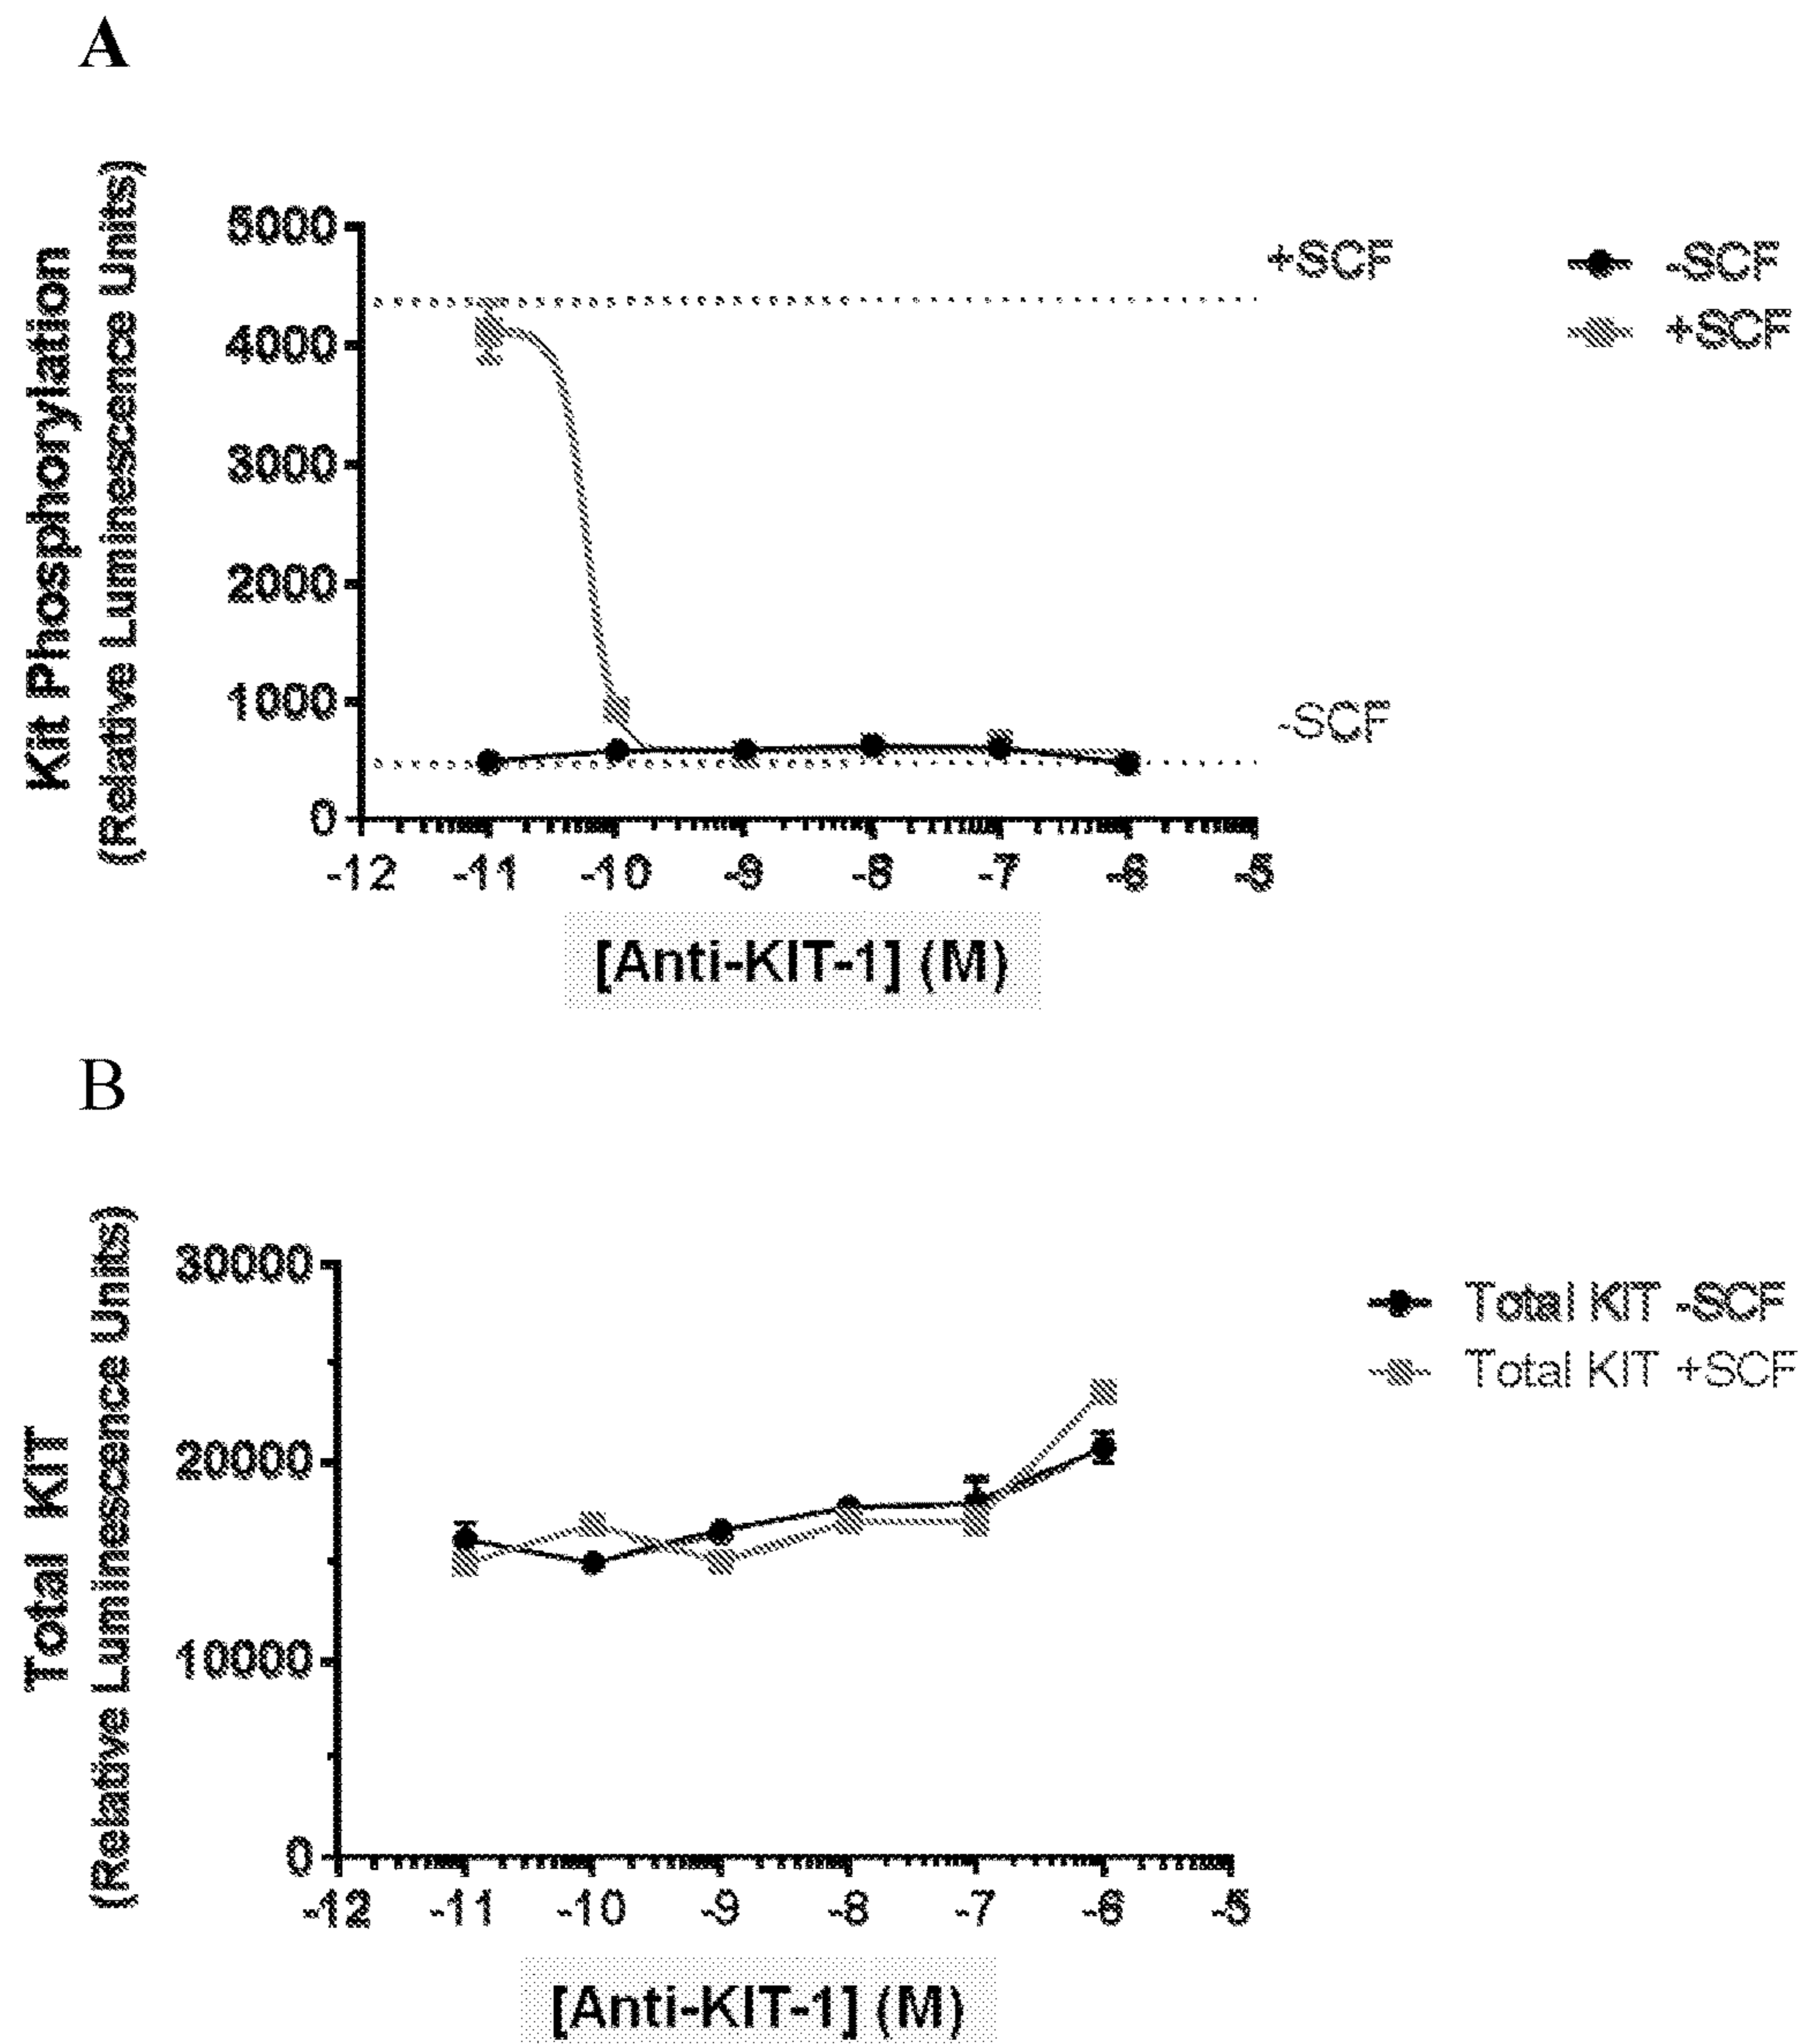 A
Kit Phosphorylation
(Relative Luminescence Units)
5000
4000
3000
2000
1000
0
-12 -11 -10 -9 -8 -7 -6 -5
+SCF
-SCF
-SCF
+SCF
[Anti-KIT-1] (M)
B
Total KIT
(Relative Luminescence Units)
30000
20000
10000
0
-12 -11 -10 -9 -8 -7 -6 -5
Total KIT -SCF
Total KIT +SCF
[Anti-KIT-1] (M)